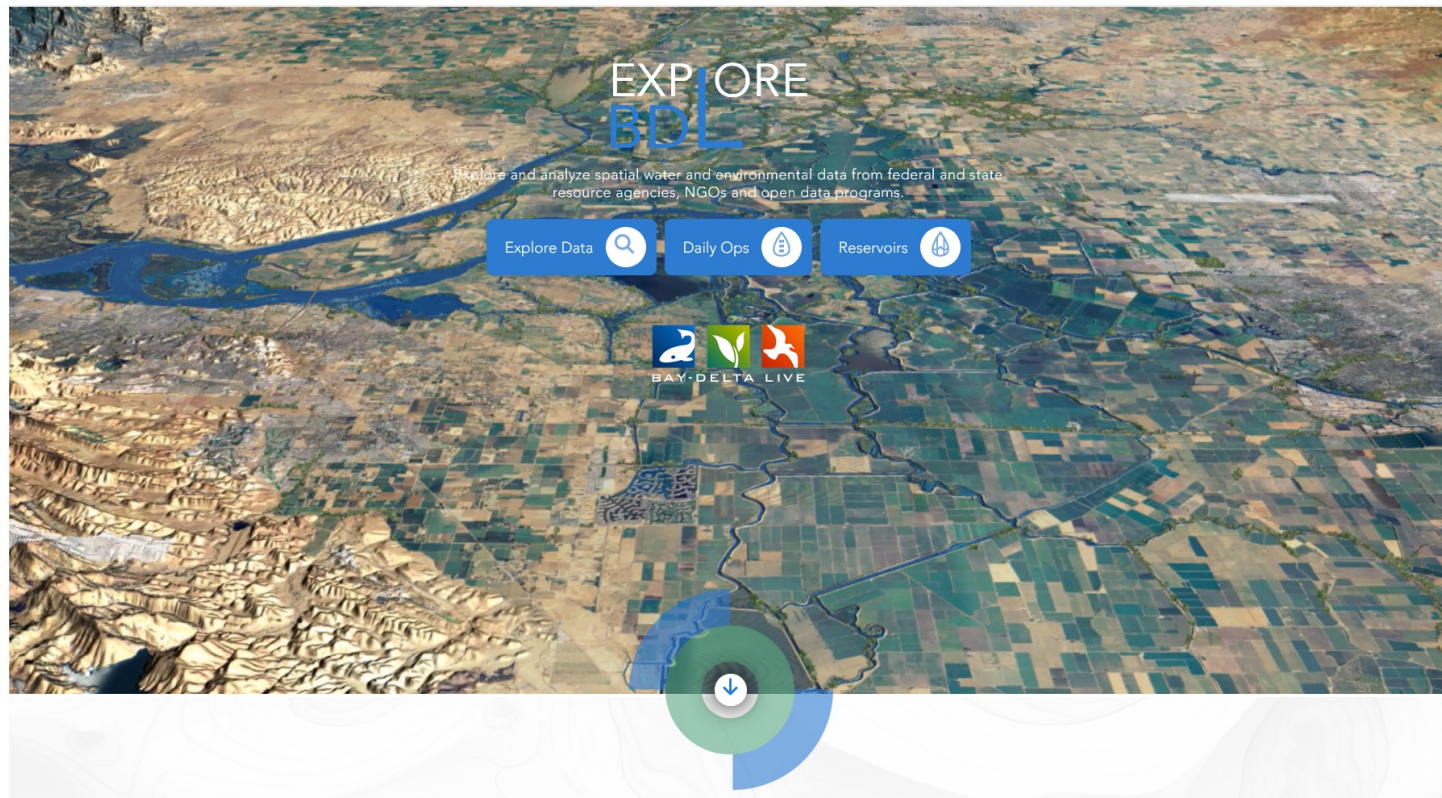 EXPLORE
BDL
Explore and analyze spatial water and environmental data from federal and state
resource agencies, NGOs and open data programs.
Explore Data
Daily Ops
Reservoirs
BAY-DELTA LIVE